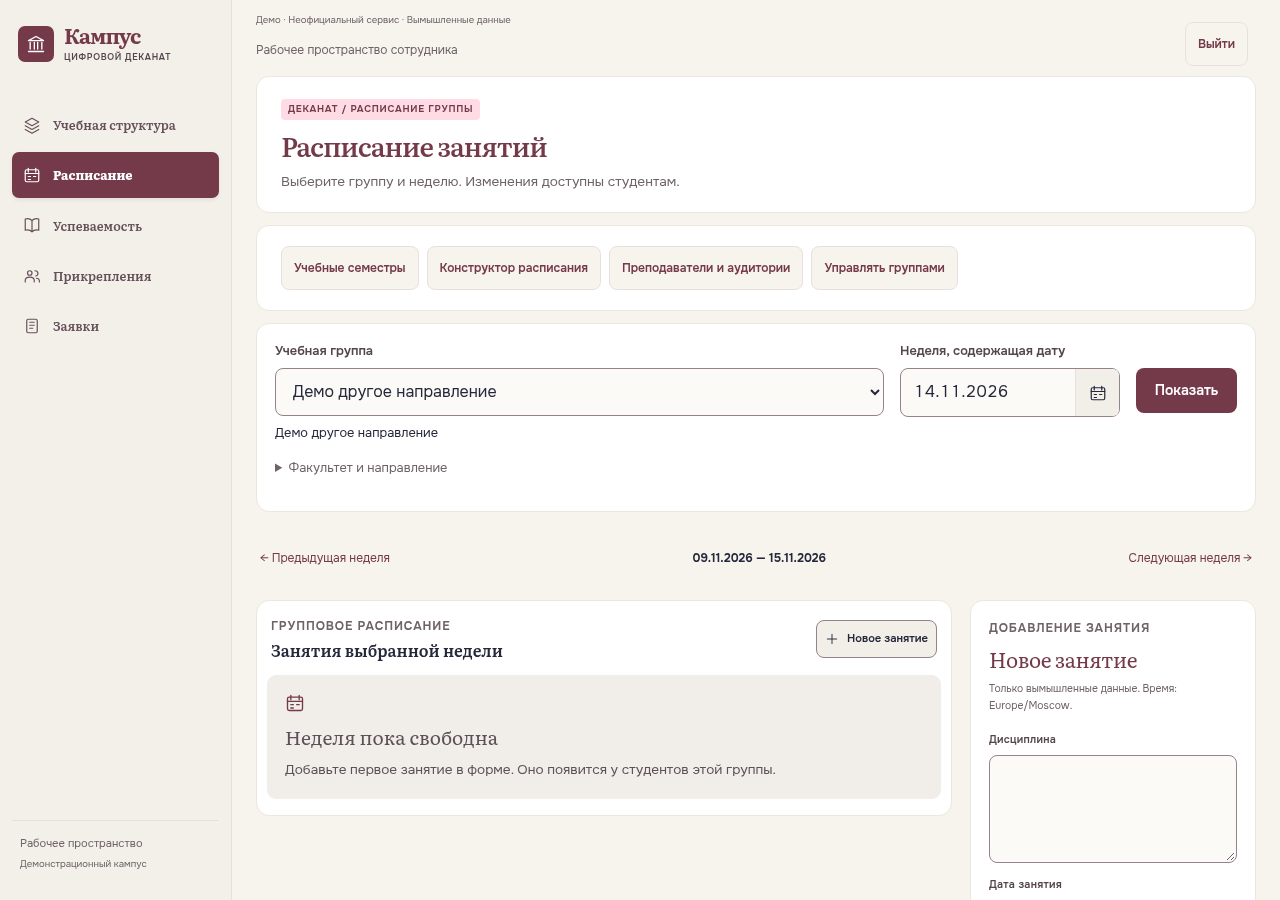 Кампус
ЦИФРОВОЙ ДЕКАНАТ
Учебная структура
Расписание
Успеваемость
Прикрепления
Заявки
Рабочее пространство
Демонстрационный кампус
Демо · Неофициальный сервис · Вымышленные данные
Рабочее пространство сотрудника
Выйти
ДЕКАНАТ / РАСПИСАНИЕ ГРУППЫ
Расписание занятий
Выберите группу и неделю. Изменения доступны студентам.
Учебные семестры
Конструктор расписания
Преподаватели и аудитории
Управлять группами
Учебная группа
Неделя, содержащая дату
Демо другое направление
14.11.2026
Показать
Демо другое направление
Факультет и направление
← Предыдущая неделя
09.11.2026 — 15.11.2026
Следующая неделя →
ГРУППОВОЕ РАСПИСАНИЕ
Занятия выбранной недели
Новое занятие
Неделя пока свободна
Добавьте первое занятие в форме. Оно появится у студентов этой группы.
ДОБАВЛЕНИЕ ЗАНЯТИЯ
Новое занятие
Только вымышленные данные. Время:
Europe/Moscow.
Дисциплина
Дата занятия